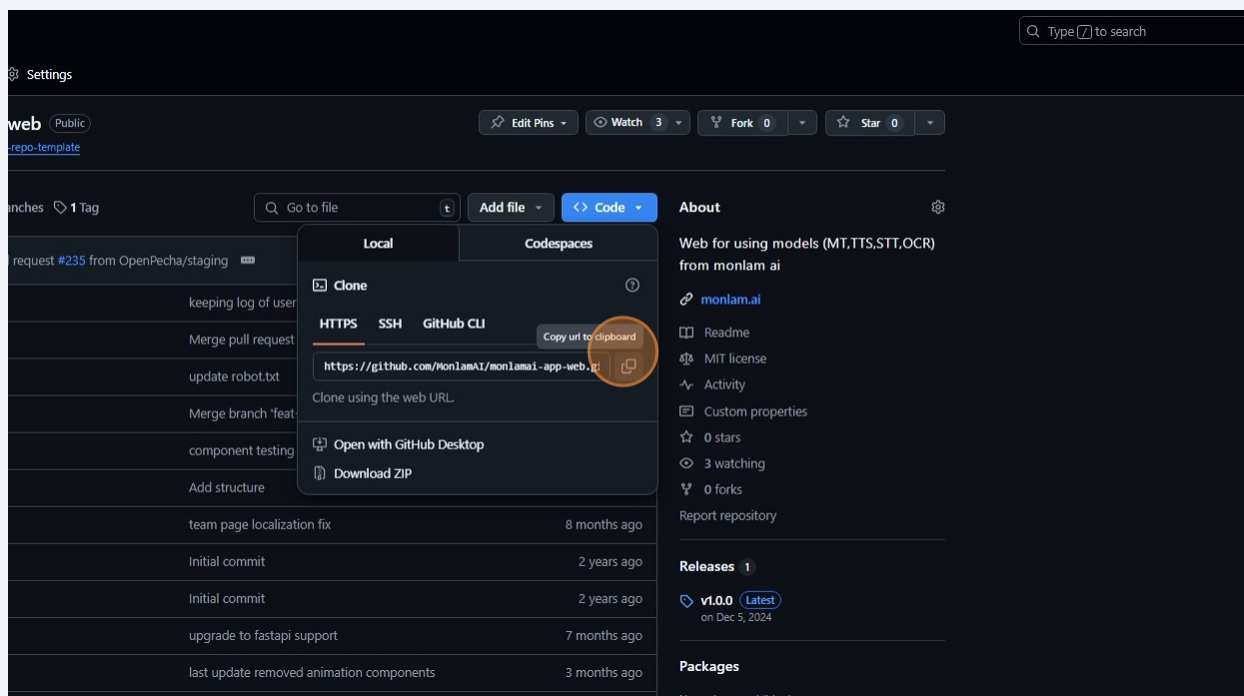 Type / to search
Settings
web Public
-repo-template
Edit Pins
Watch 3
Fork 0
Star 0
1 Tag
Go to file t
Add file
Code
request #235 from OpenPecha/staging
Local Codespaces
Clone
HTTPS SSH GitHub CLI
Copy url to clipboard
https://github.com/MonlamAI/monlamai-app-web.g
Clone using the web URL.
Open with GitHub Desktop
Download ZIP
keeping log of user
Merge pull request
update robot.txt
Merge branch 'feat-
component testing
Add structure
team page localization fix 8 months ago
Initial commit 2 years ago
Initial commit 2 years ago
upgrade to fastapi support 7 months ago
last update removed animation components 3 months ago
About
Web for using models (MT,TTS,STT,OCR)
from monlam ai
monlam.ai
Readme
MIT license
Activity
Custom properties
0 stars
3 watching
0 forks
Report repository
Releases 1
v1.0.0 Latest
on Dec 5, 2024
Packages